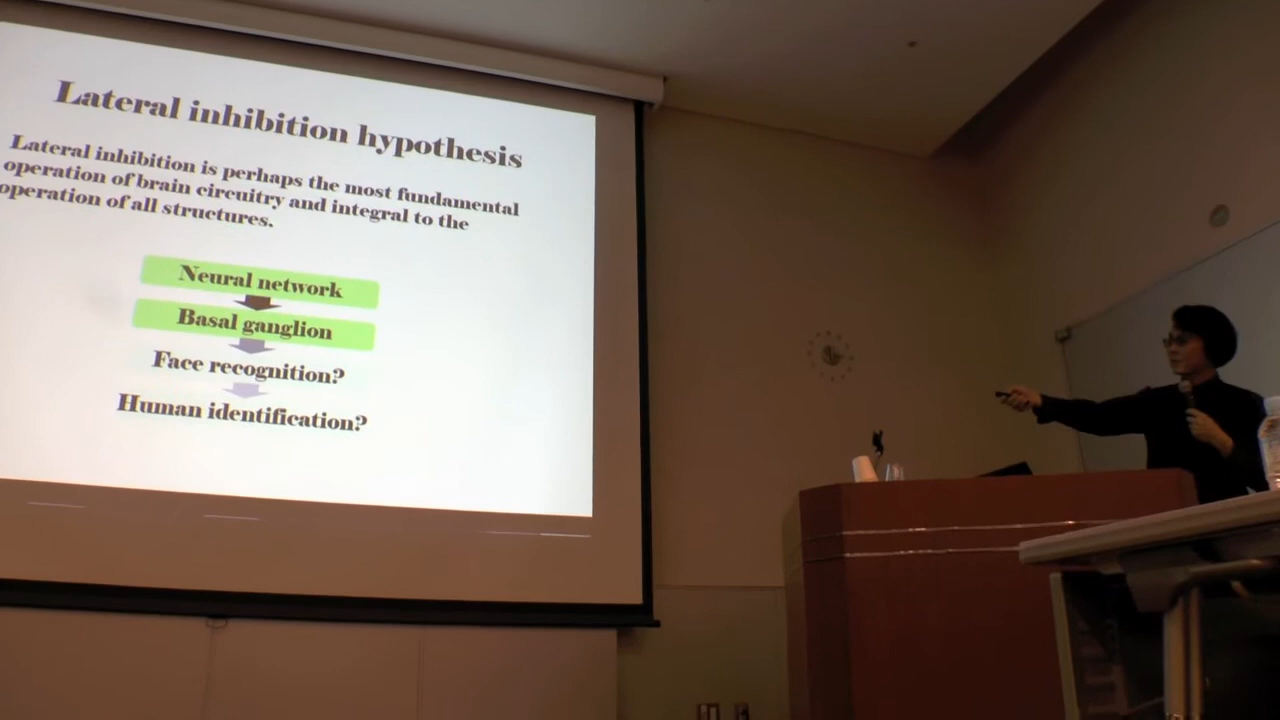 Lateral inhibition hypothesis
Lateral inhibition is perhaps the most fundamental
operation of brain circuitry and integral to the
operation of all structures.
Neural network
Basal ganglion
Face recognition?
Human identification?